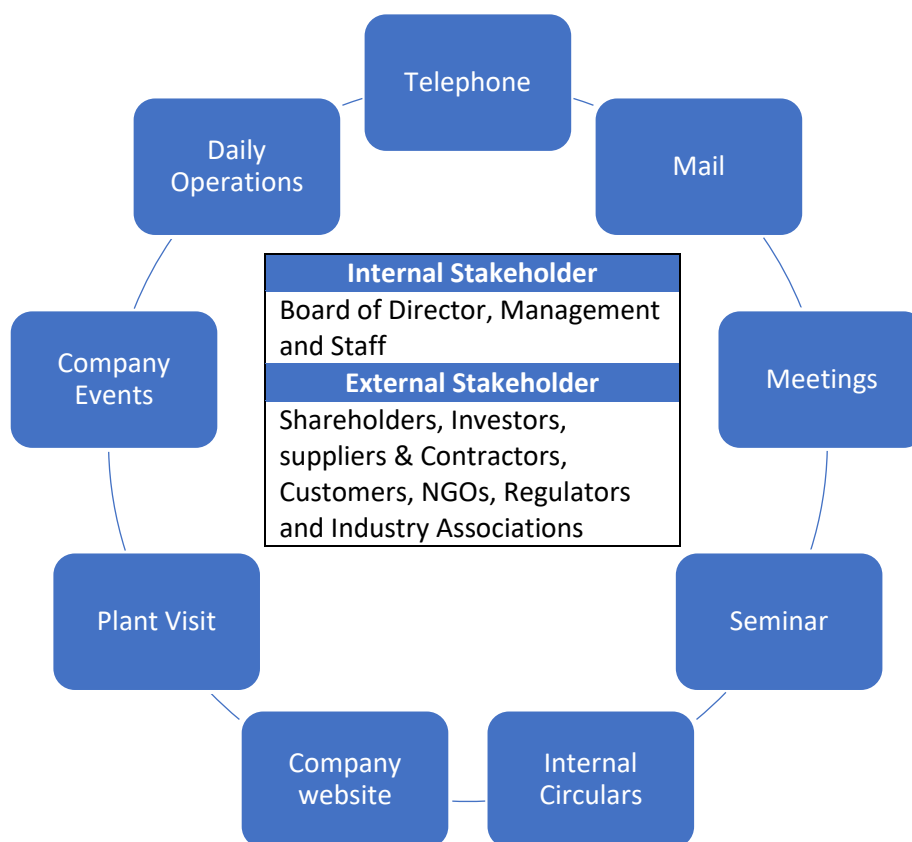 Telephone
Mail
Meetings
Seminar
Internal
Circulars
Company
website
Plant Visit
Company
Events
Daily
Operations
Internal Stakeholder
Board of Director, Management
and Staff
External Stakeholder
Shareholders, Investors,
suppliers & Contractors,
Customers, NGOs, Regulators
and Industry Associations